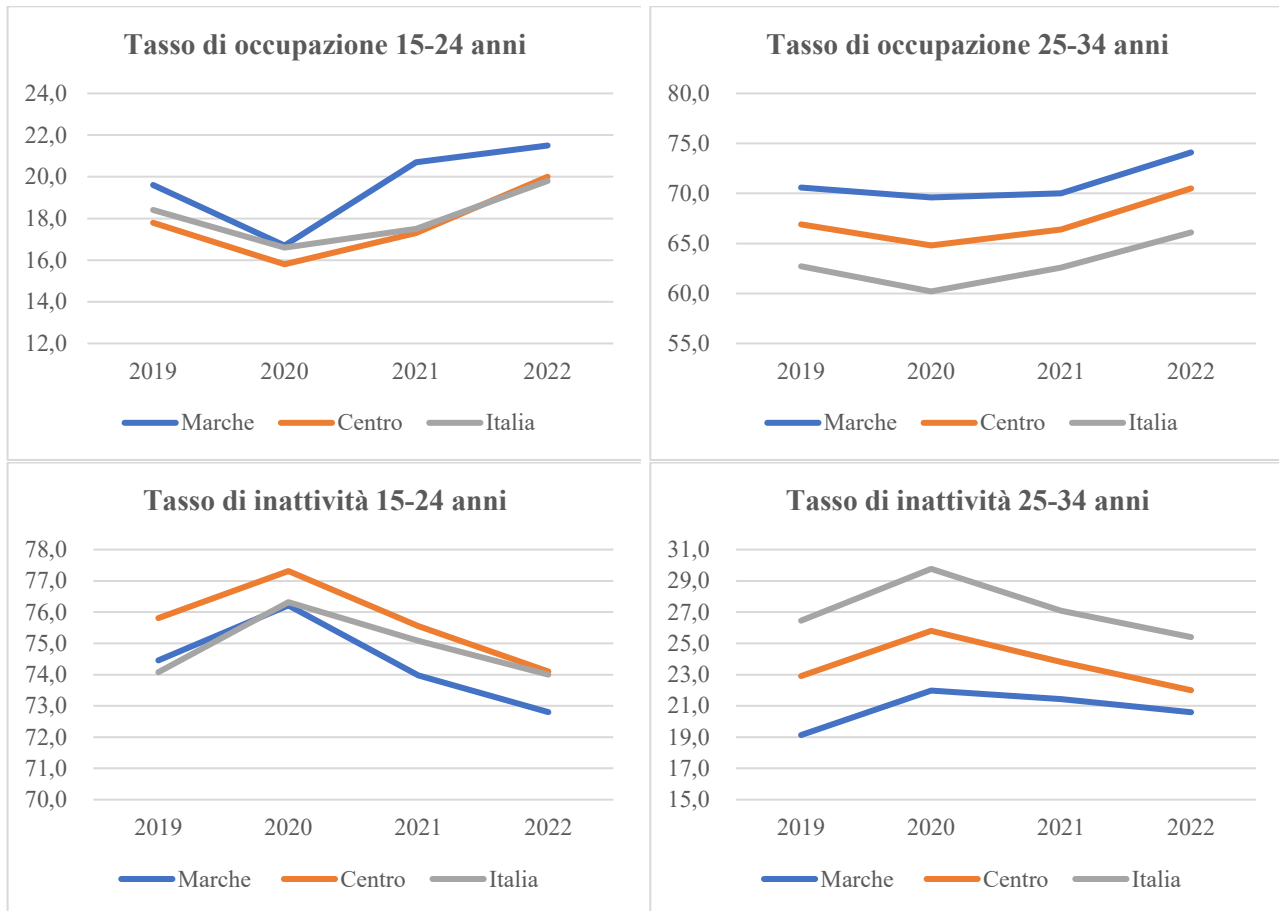 Tasso di occupazione 15-24 anni
24,0
22,0
20,0
18,0
16,0
14,0
12,0
2019 2020 2021 2022
Marche Centro Italia
Tasso di occupazione 25-34 anni
80,0
75,0
70,0
65,0
60,0
55,0
2019 2020 2021 2022
Marche Centro Italia
Tasso di inattività 15-24 anni
78,0
77,0
76,0
75,0
74,0
73,0
72,0
71,0
70,0
2019 2020 2021 2022
Marche Centro Italia
Tasso di inattività 25-34 anni
31,0
29,0
27,0
25,0
23,0
21,0
19,0
17,0
15,0
2019 2020 2021 2022
Marche Centro Italia